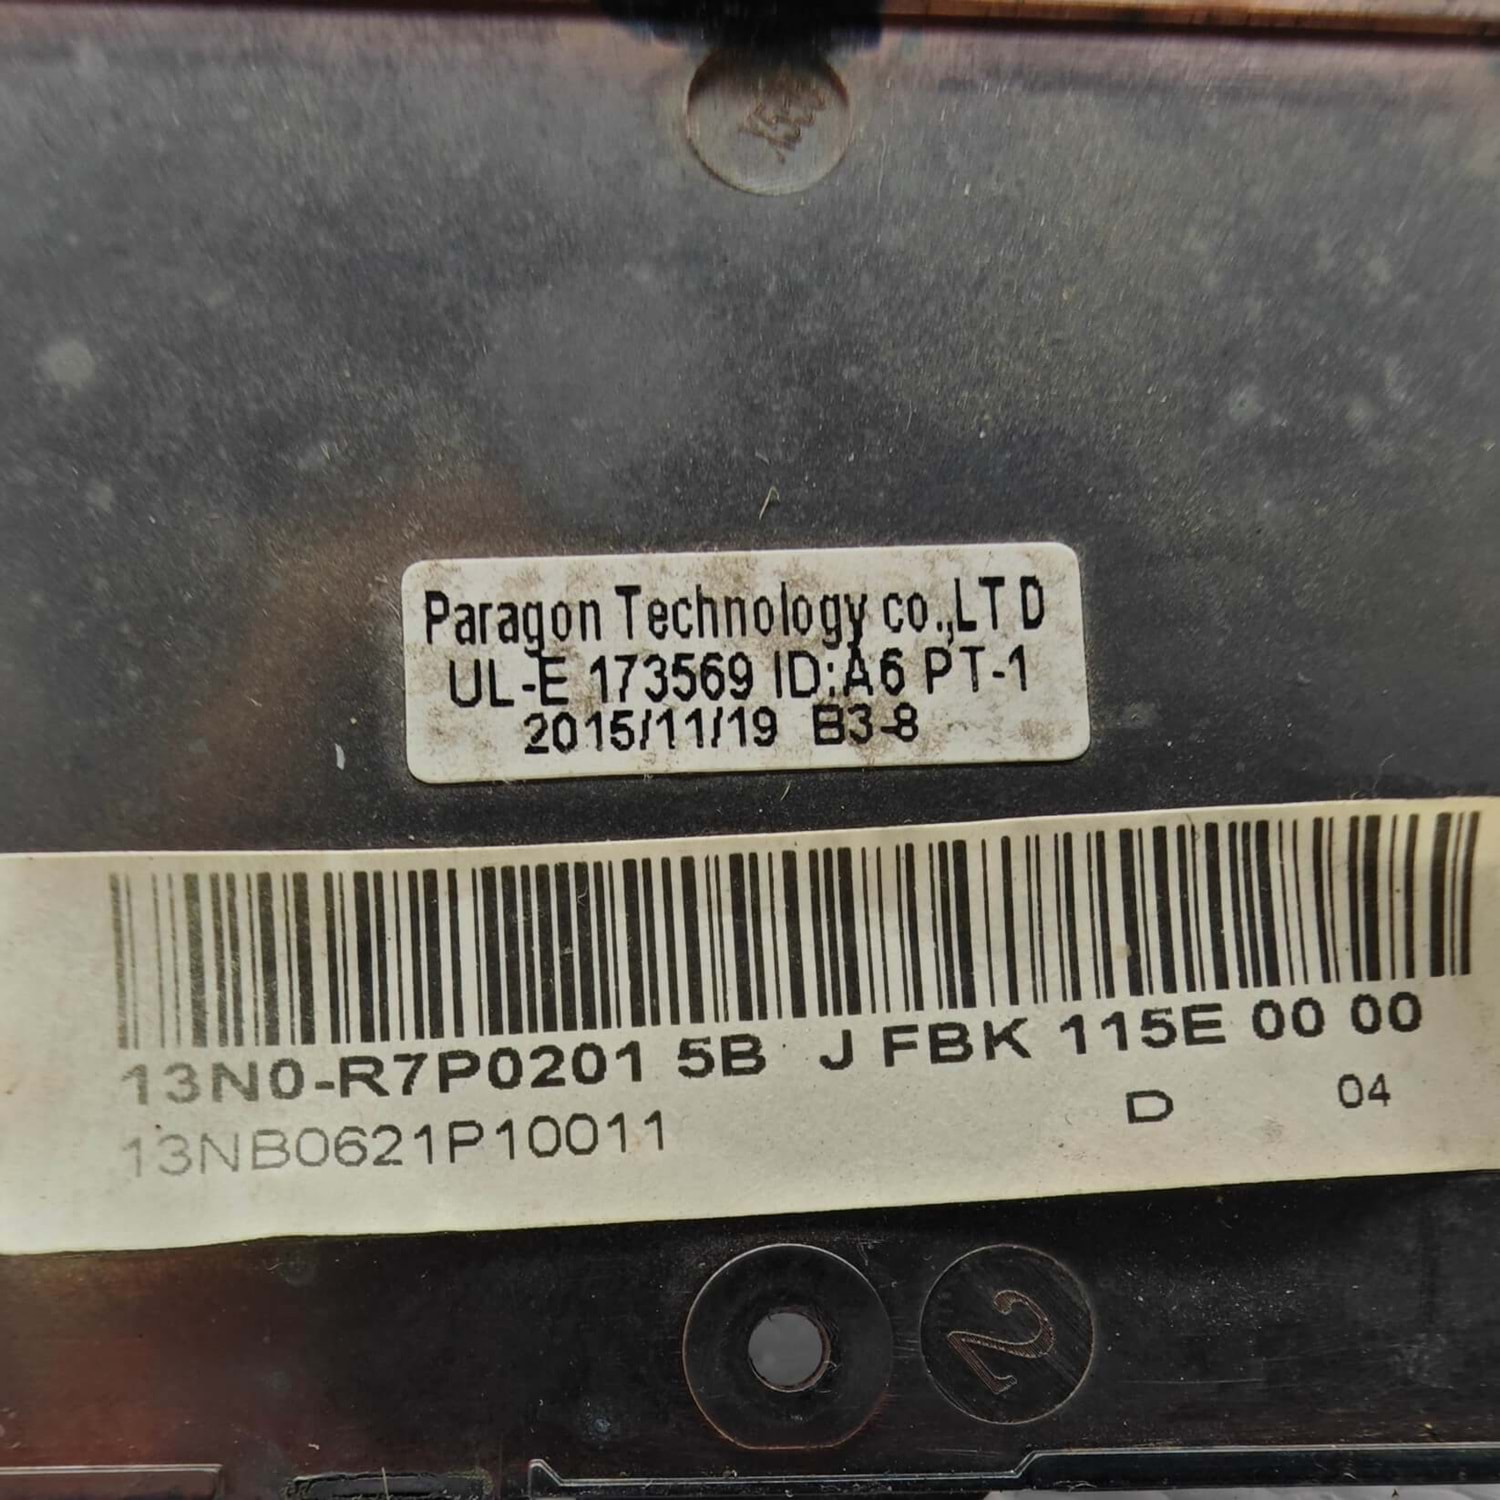 Paragon Technology co.,LTD
UL-E 173569 ID:A6 PT-1
2015/11/19 B3-8
13N0-R7P0201 5B J FBK 115E 00 00
13NB0621P10011 D 04
2